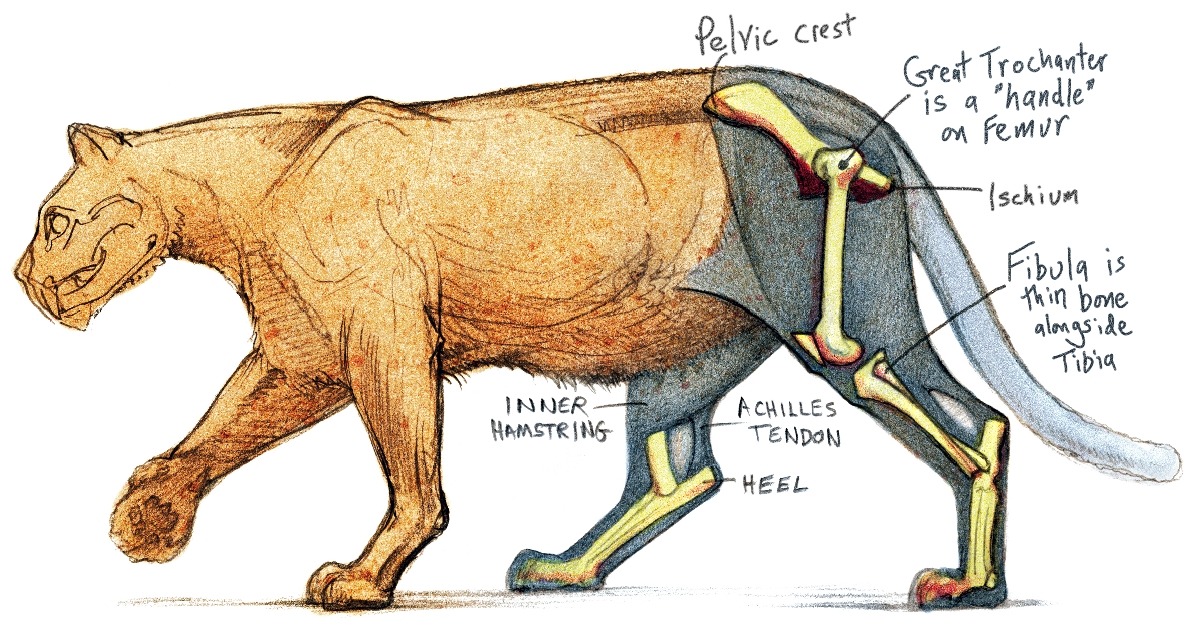 Pelvic crest
Great Trochanter
is a "handle"
on Femur
Ischium
Fibula is
thin bone
alongside
Tibia
INNER
HAMSTRING
ACHILLES
TENDON
HEEL